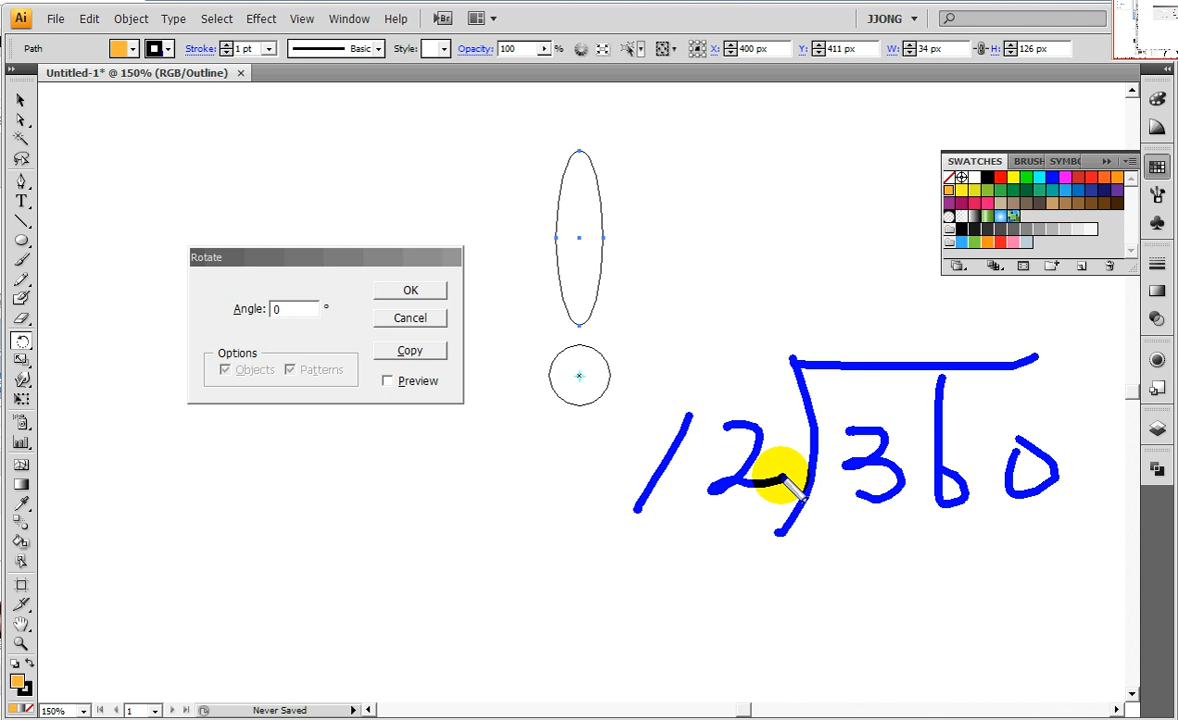 Ai File Edit Object Type Select Effect View Window Help Br JJONG
Path Stroke: 1 pt Basic Style: Opacity: 100 % X: 400 px Y: 411 px W: 34 px H: 126 px
Untitled-1* @ 150% (RGB/Outline)
SWATCHES BRUSH SYMBO
Rotate
OK
Angle: 0 °
Cancel
Options
Copy
Objects Patterns
Preview
12 360
150% 1 Never Saved